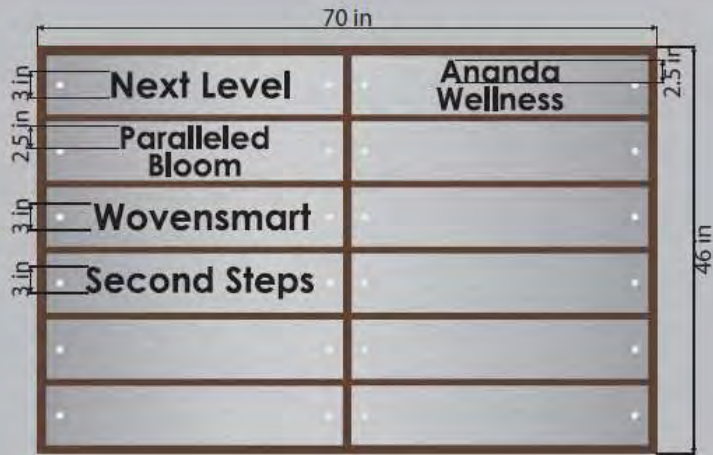 70 in
3 in
Next Level
Ananda
Wellness
2.5 in
2.5 in
Paralleled
Bloom
3 in
Wovensmart
46 in
3 in
Second Steps